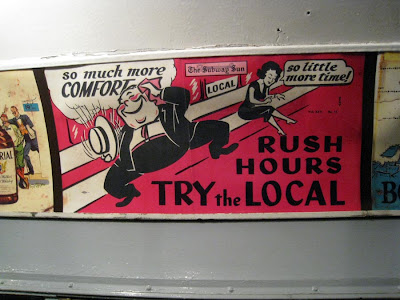 so much more
COMFORT
The Subway Sun
LOCAL
so little
more time!
RUSH
HOURS
TRY the LOCAL